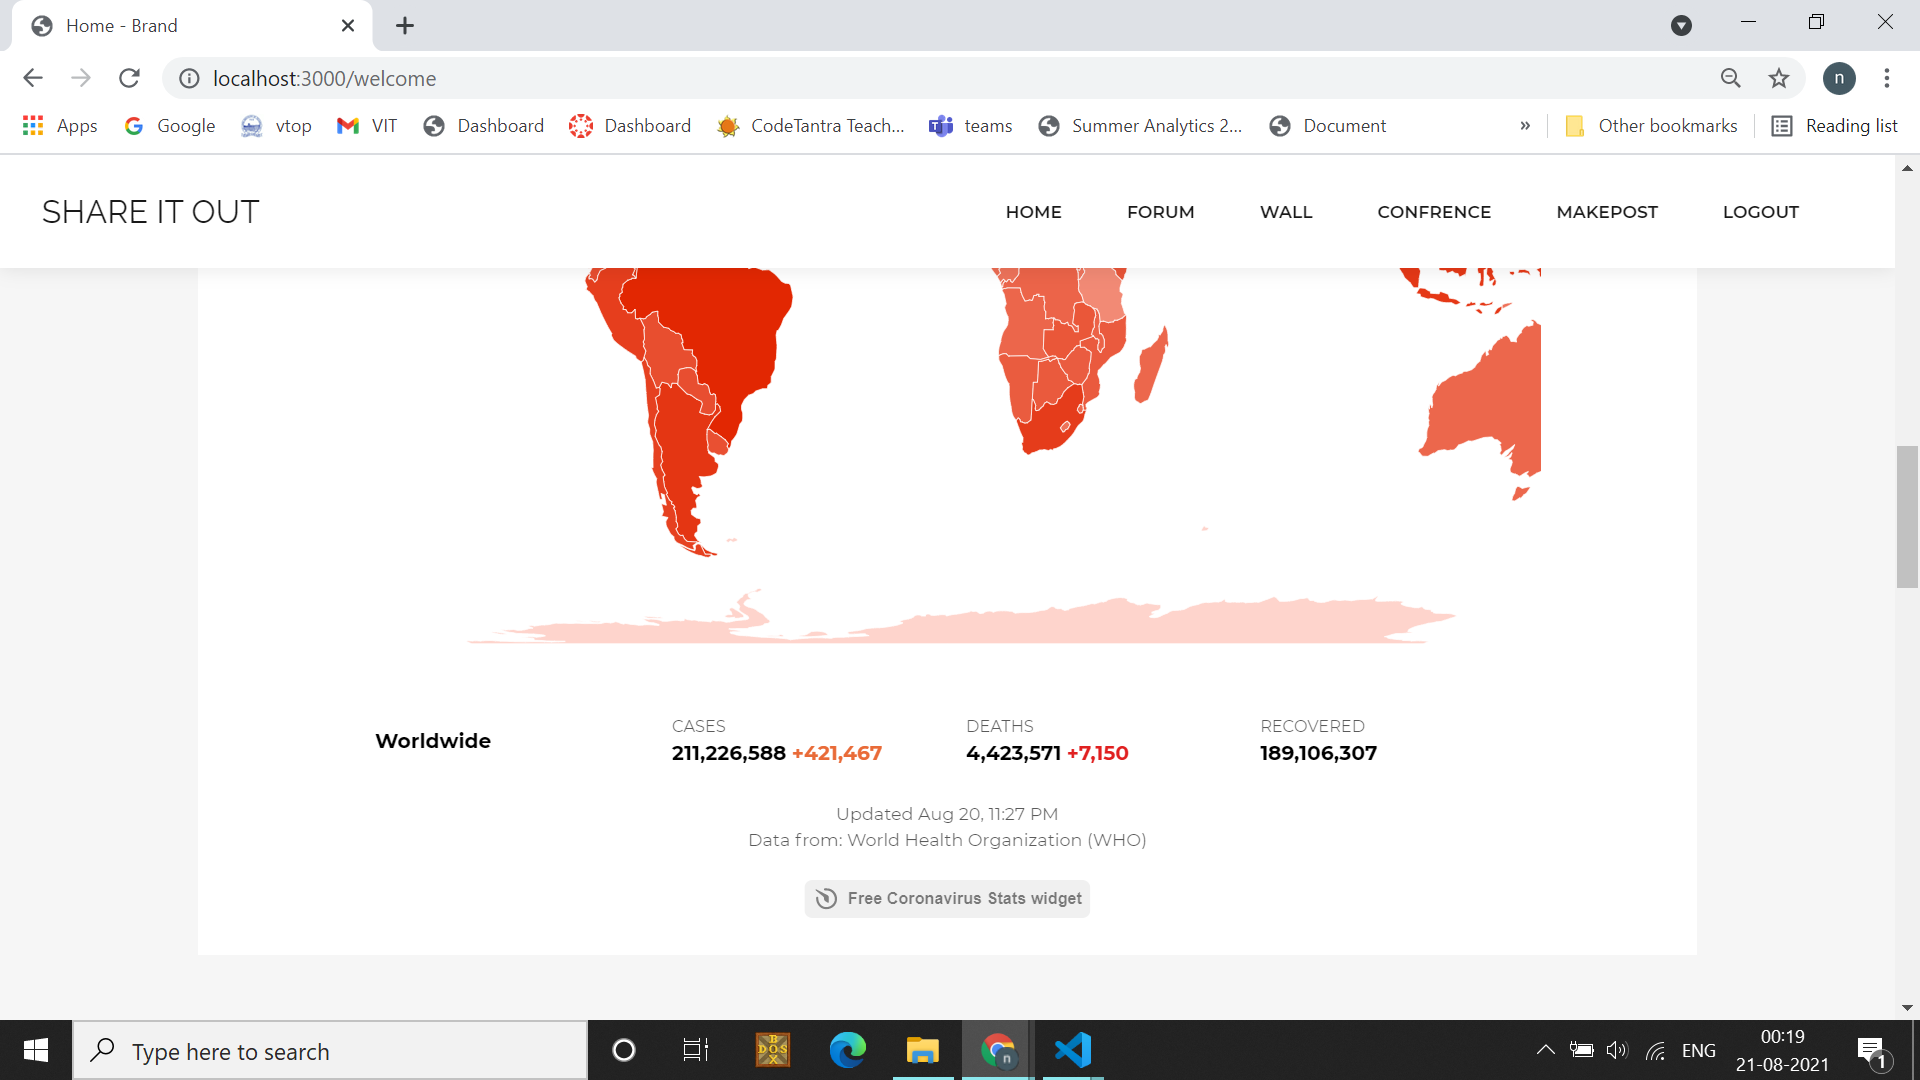 Home - Brand
localhost:3000/welcome
n
Apps Google vtop VIT Dashboard Dashboard CodeTantra Teach... teams Summer Analytics 2... Document » Other bookmarks Reading list
SHARE IT OUT HOME FORUM WALL CONFRENCE MAKEPOST LOGOUT
Worldwide
CASES
211,226,588 +421,467
DEATHS
4,423,571 +7,150
RECOVERED
189,106,307
Updated Aug 20, 11:27 PM
Data from: World Health Organization (WHO)
Free Coronavirus Stats widget
Type here to search
B
DOS
X
n
ENG
00:19
21-08-2021
1